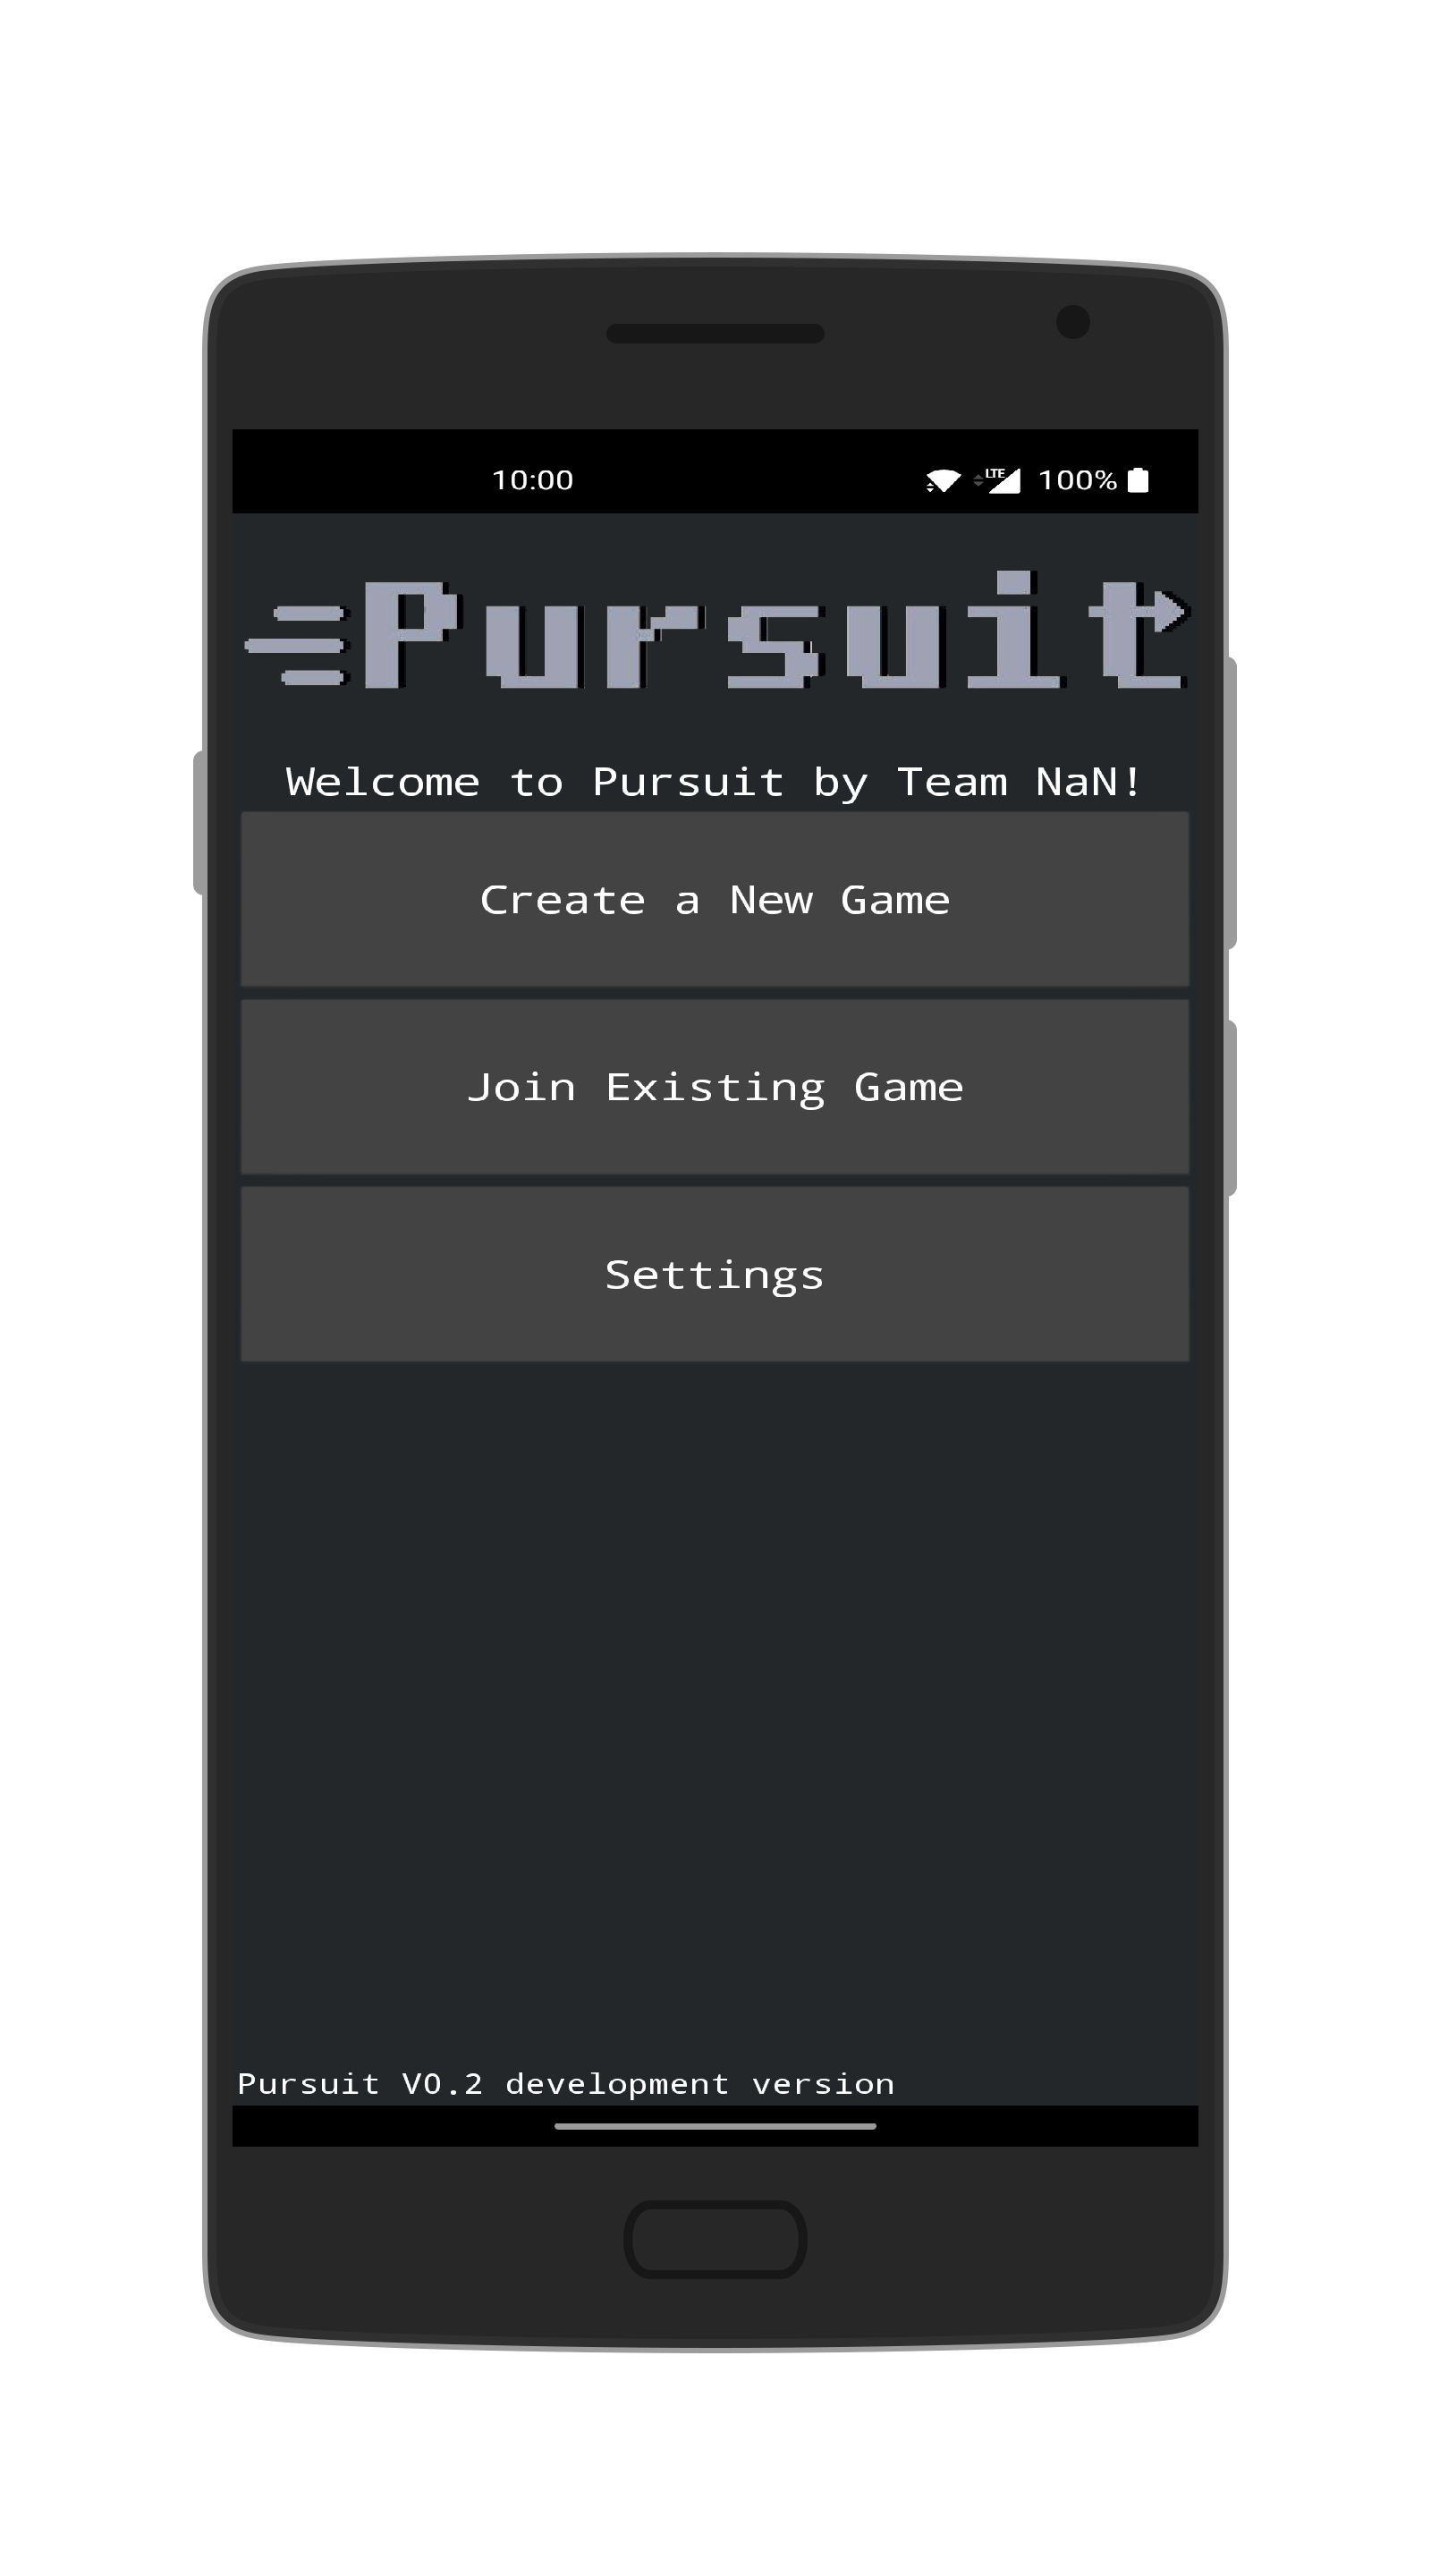 10:00 LTE 100%
Pursuit
Welcome to Pursuit by Team NaN!
Create a New Game
Join Existing Game
Settings
Pursuit V0.2 development version